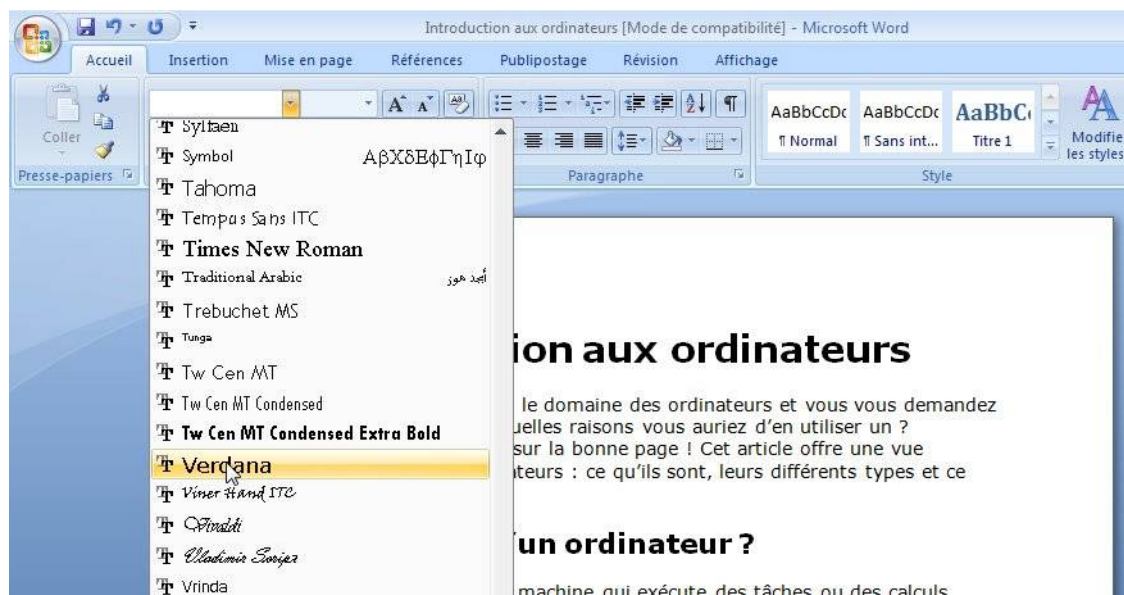 Introduction aux ordinateurs [Mode de compatibilité] - Microsoft Word
Accueil Insertion Mise en page Références Publipostage Révision Affichage
Coller
AaBbCcDc AaBbCcDc AaBbCc
¶ Normal ¶ Sans int... Titre 1
Modifie
les styles
Presse-papiers Paragraphe Style
Sylfaen
Symbol ΑβΧδΕφΓηΙφ
Tahoma
Tempus Sans ITC
Times New Roman
Traditional Arabic أبجد هوز
Trebuchet MS
Tunga
Tw Cen MT
Tw Cen MT Condensed
Tw Cen MT Condensed Extra Bold
Verdana
Viner Hand ITC
Vivaldi
Vladimir Script
Vrinda
ion aux ordinateurs
le domaine des ordinateurs et vous vous demandez
uelles raisons vous auriez d'en utiliser un ?
sur la bonne page ! Cet article offre une vue
ateurs : ce qu'ils sont, leurs différents types et ce
'un ordinateur ?
machine qui exécute des tâches ou des calculs